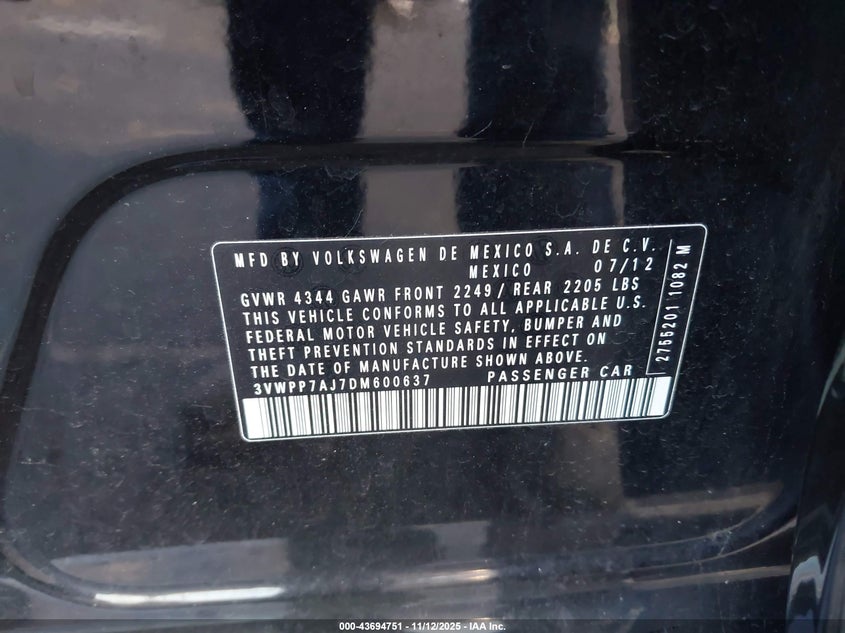 MFD BY VOLKSWAGEN DE MEXICO S.A. DE C.V.
MEXICO 07/12
GVWR 4344 GAWR FRONT 2249 / REAR 2205 LBS
THIS VEHICLE CONFORMS TO ALL APPLICABLE U.S.
FEDERAL MOTOR VEHICLE SAFETY, BUMPER AND
THEFT PREVENTION STANDARDS IN EFFECT ON
THE DATE OF MANUFACTURE SHOWN ABOVE.
3VWPP7AJ7DM600637 PASSENGER CAR
2765201 1082 M
000-43694751 - 11/12/2025 - IAA Inc.